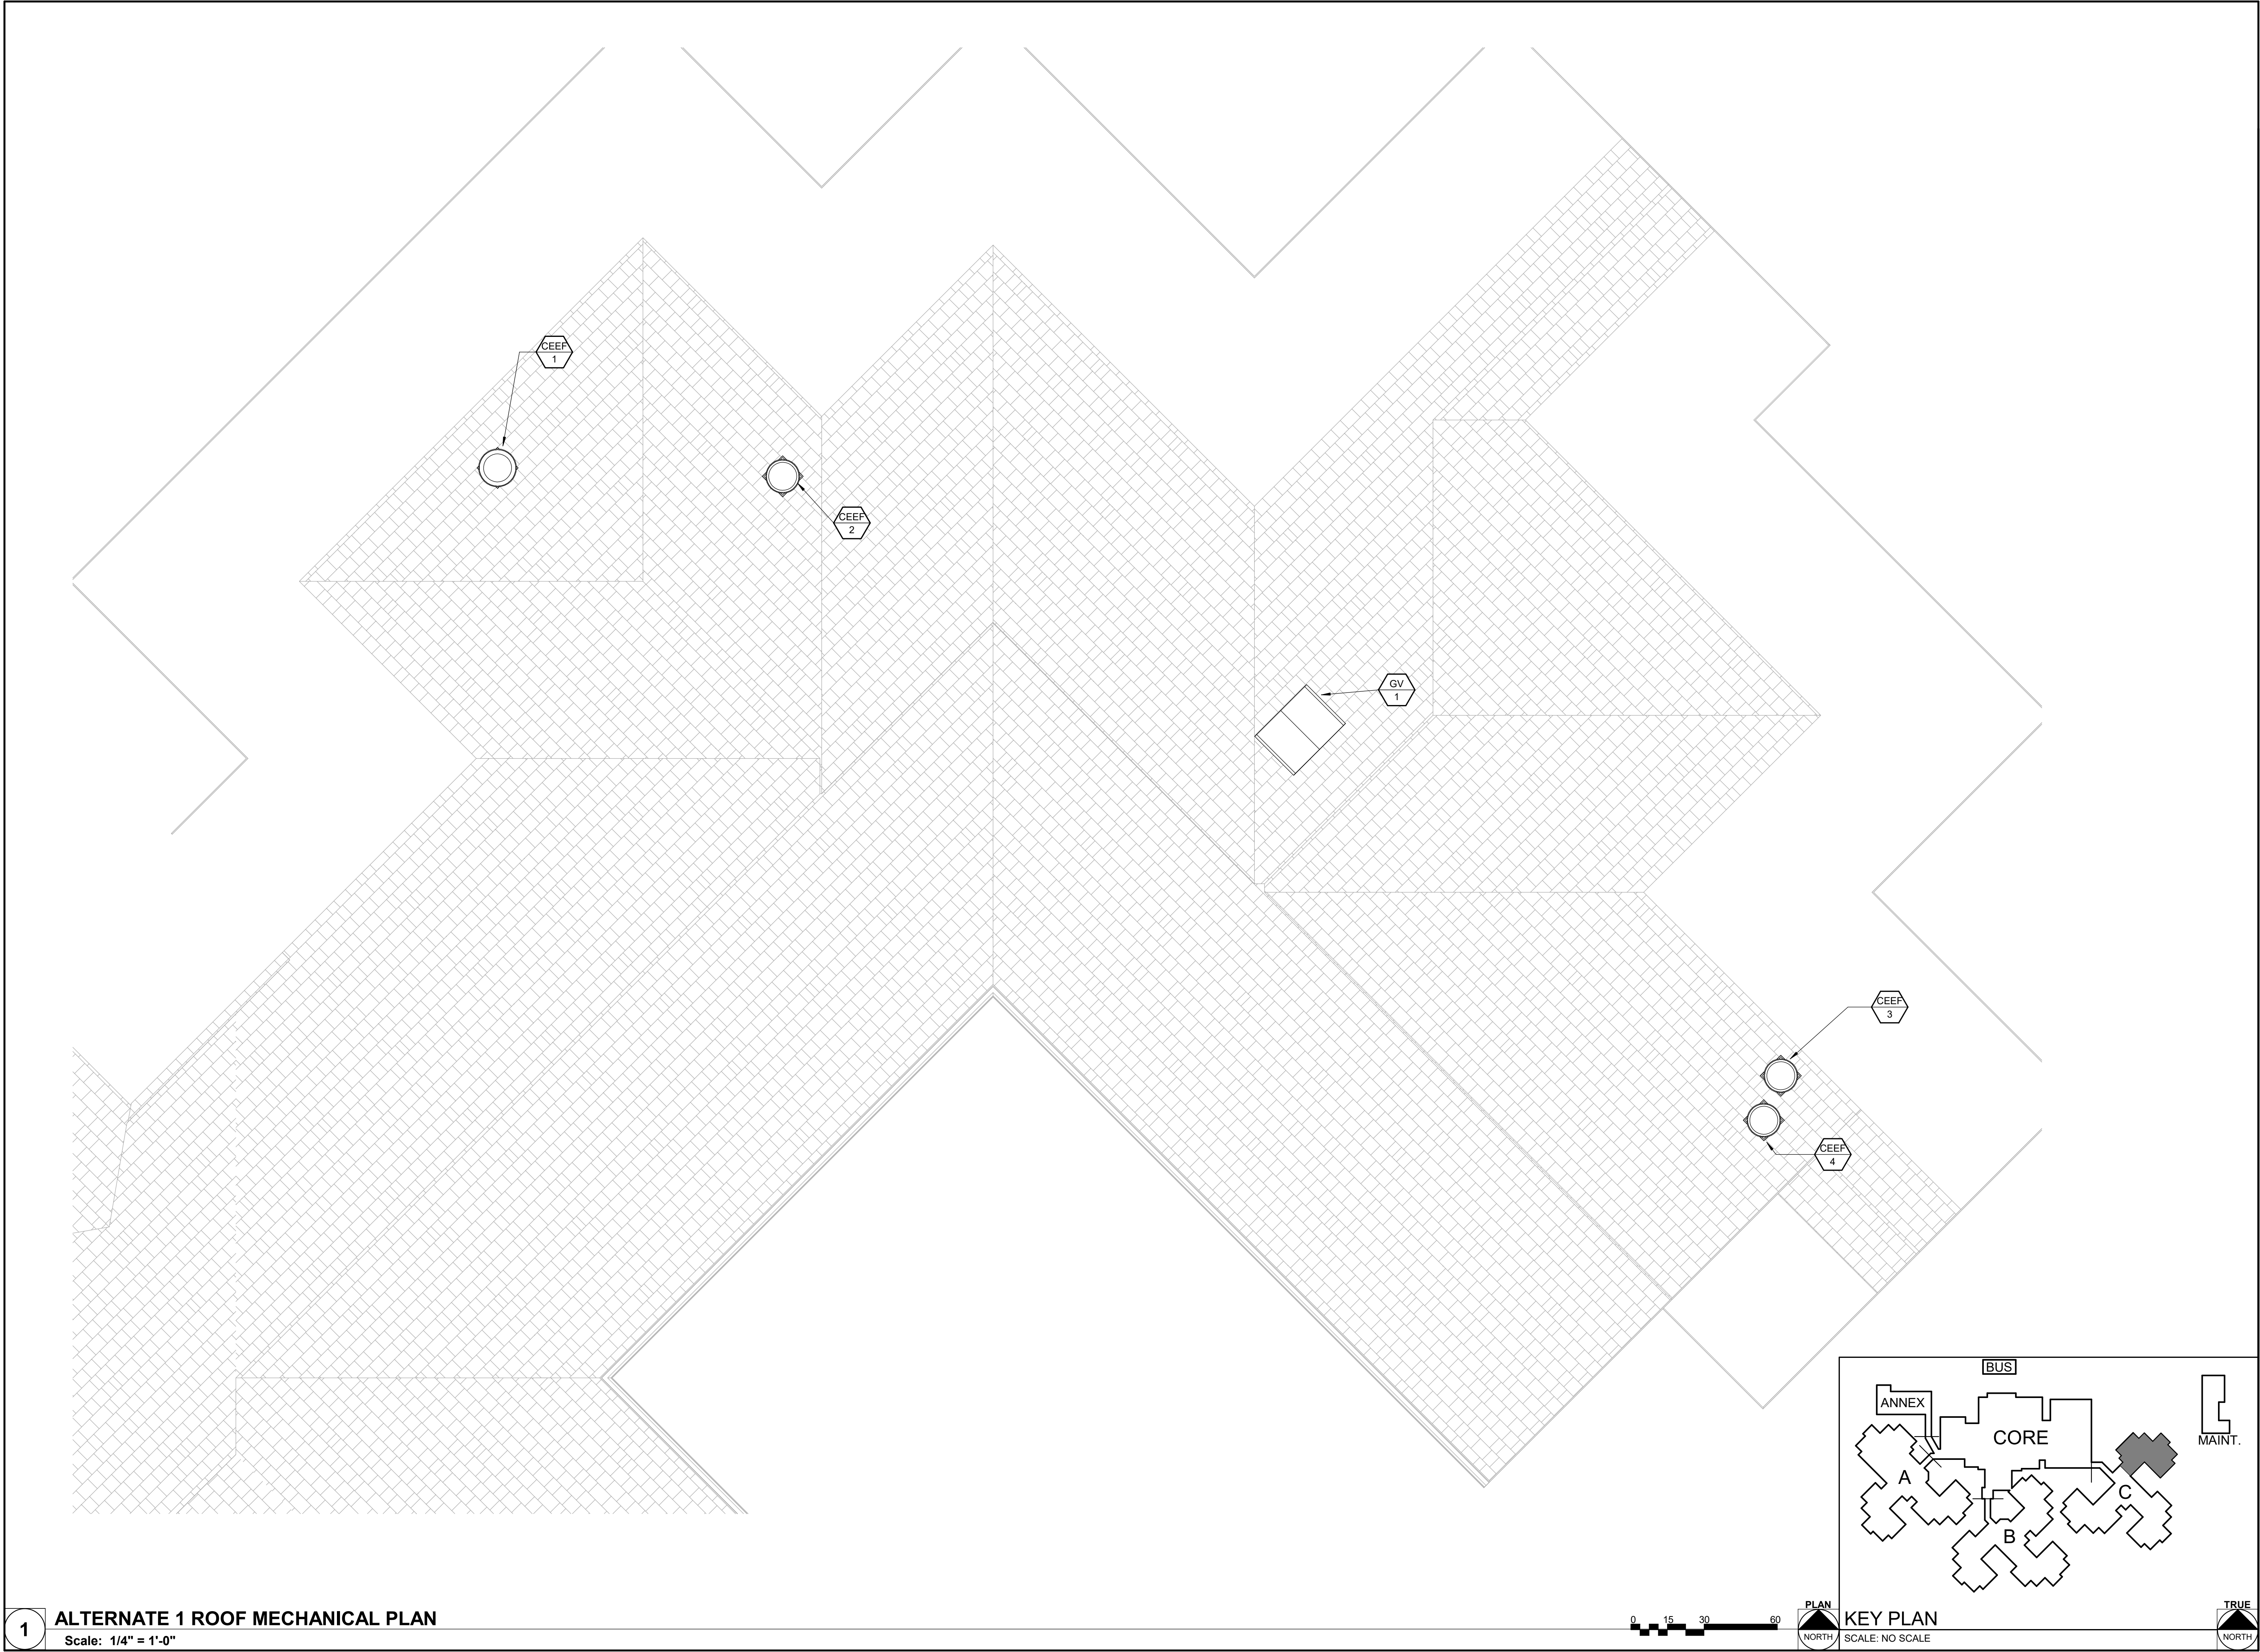 CEEF
1
CEEF
2
GV
1
CEEF
3
CEEF
4
BUS
ANNEX
CORE
MAINT.
A
C
B
1
ALTERNATE 1 ROOF MECHANICAL PLAN
Scale: 1/4" = 1'-0"
0 15 30 60
PLAN
NORTH
KEY PLAN
SCALE: NO SCALE
TRUE
NORTH